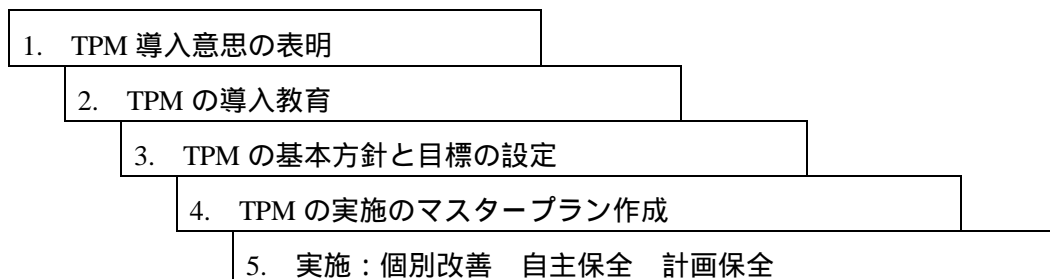 1. TPM 導入意思の表明
2. TPM の導入教育
3. TPM の基本方針と目標の設定
4. TPM の実施のマスタープラン作成
5. 実施：個別改善　自主保全　計画保全